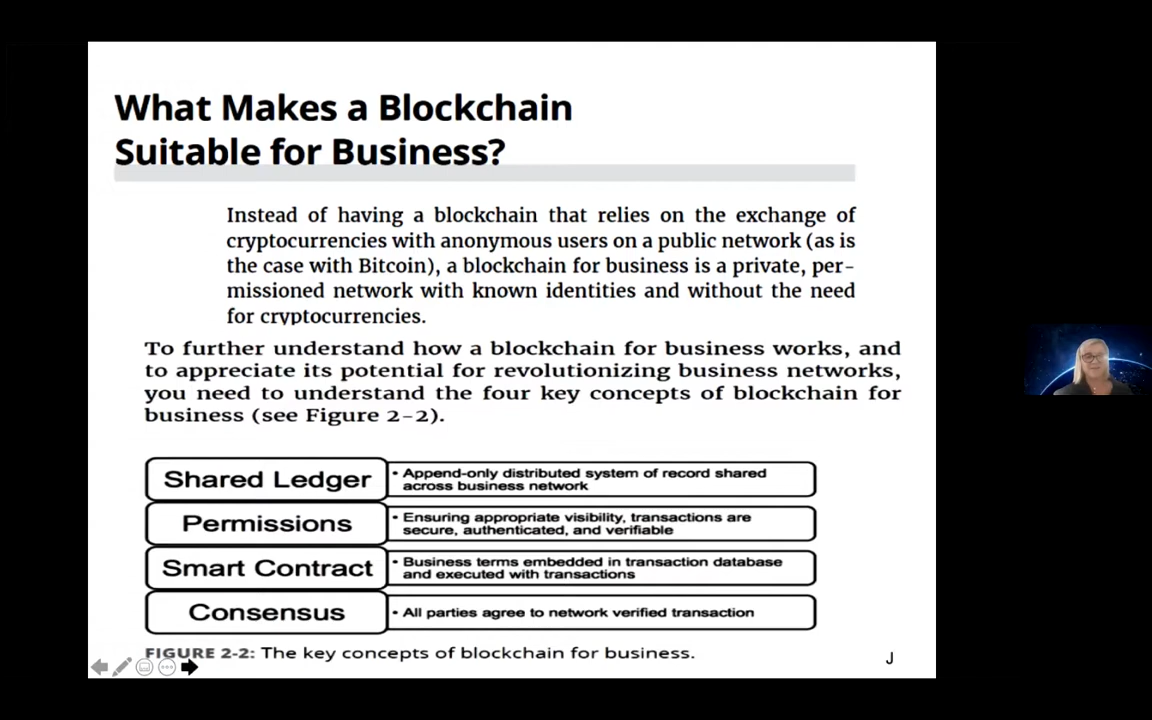 What Makes a Blockchain
Suitable for Business?
Instead of having a blockchain that relies on the exchange of
cryptocurrencies with anonymous users on a public network (as is
the case with Bitcoin), a blockchain for business is a private, per-
missioned network with known identities and without the need
for cryptocurrencies.
To further understand how a blockchain for business works, and
to appreciate its potential for revolutionizing business networks,
you need to understand the four key concepts of blockchain for
business (see Figure 2-2).
Shared Ledger
• Append-only distributed system of record shared
across business network
Permissions
• Ensuring appropriate visibility, transactions are
secure, authenticated, and verifiable
Smart Contract
• Business terms embedded in transaction database
and executed with transactions
Consensus
• All parties agree to network verified transaction
FIGURE 2-2: The key concepts of blockchain for business.
J